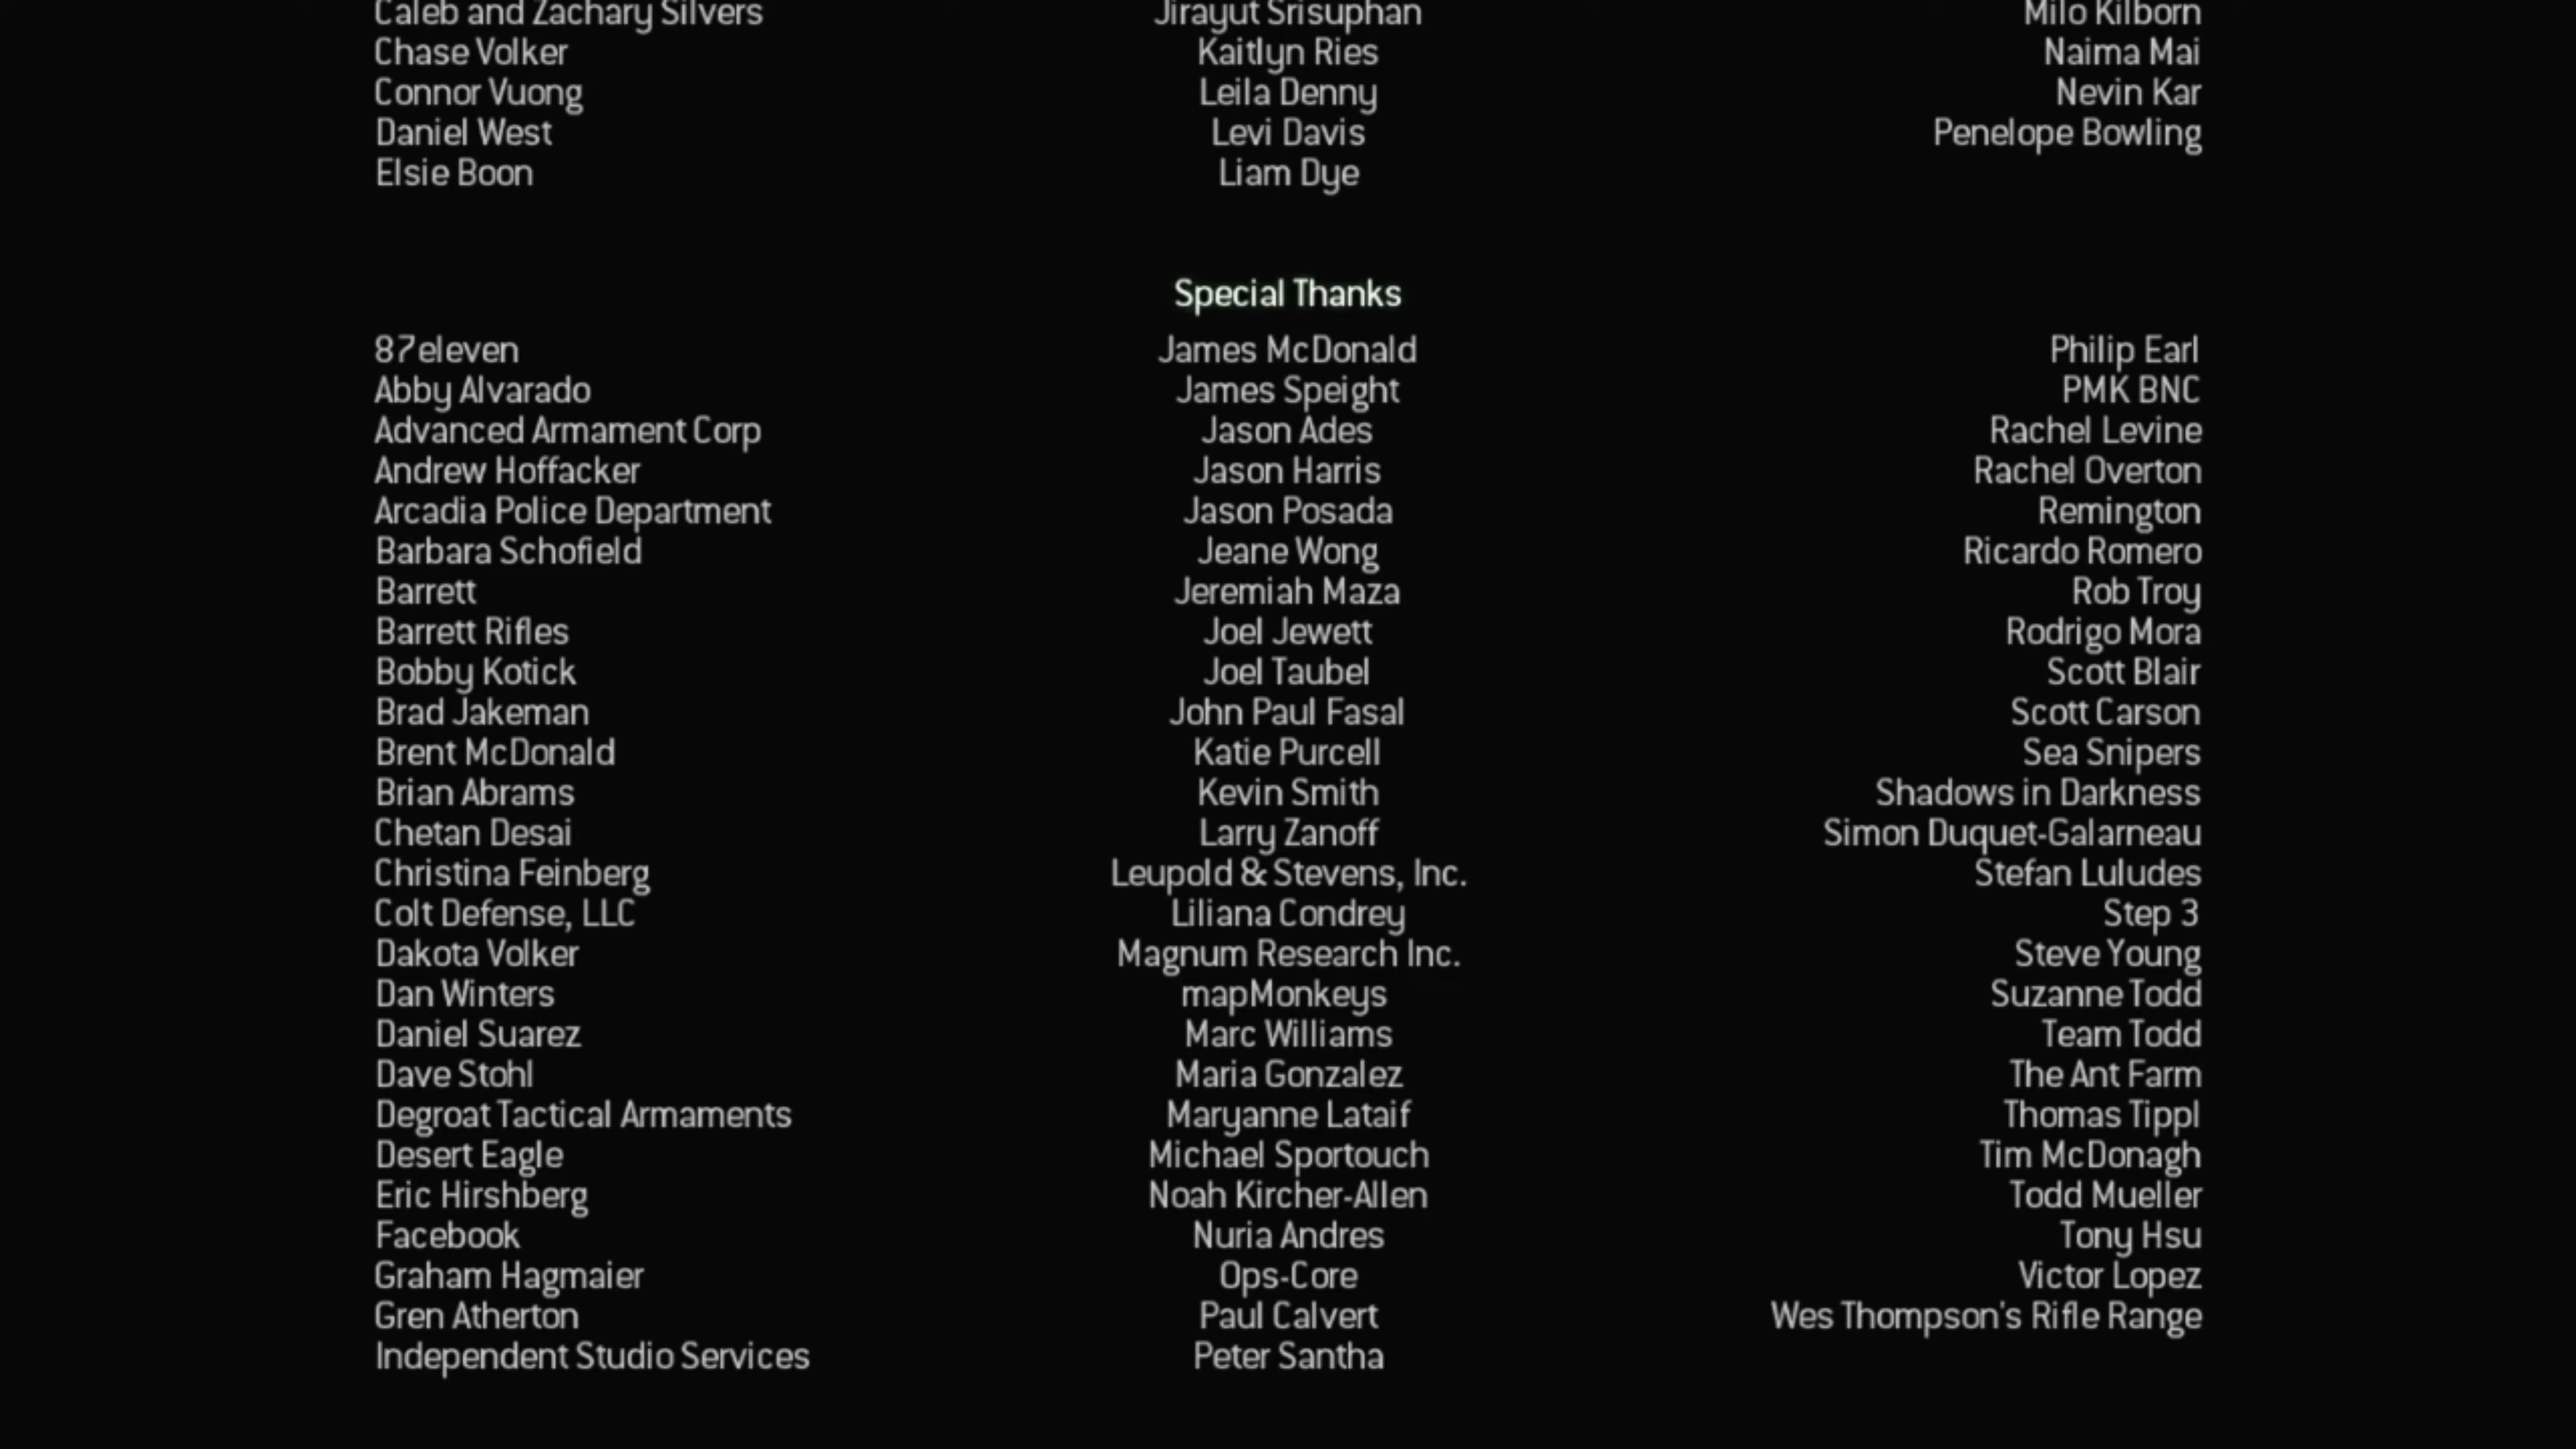 Caleb and Zachary Silvers
Chase Volker
Connor Vuong
Daniel West
Elsie Boon
Jirayut Srisuphan
Kaitlyn Ries
Leila Denny
Levi Davis
Liam Dye
Milo Kilborn
Naima Mai
Nevin Kar
Penelope Bowling
Special Thanks
87eleven
Abby Alvarado
Advanced Armament Corp
Andrew Hoffacker
Arcadia Police Department
Barbara Schofield
Barrett
Barrett Rifles
Bobby Kotick
Brad Jakeman
Brent McDonald
Brian Abrams
Chetan Desai
Christina Feinberg
Colt Defense, LLC
Dakota Volker
Dan Winters
Daniel Suarez
Dave Stohl
Degroat Tactical Armaments
Desert Eagle
Eric Hirshberg
Facebook
Graham Hagmaier
Gren Atherton
Independent Studio Services
James McDonald
James Speight
Jason Ades
Jason Harris
Jason Posada
Jeane Wong
Jeremiah Maza
Joel Jewett
Joel Taubel
John Paul Fasal
Katie Purcell
Kevin Smith
Larry Zanoff
Leupold & Stevens, Inc.
Liliana Condrey
Magnum Research Inc.
mapMonkeys
Marc Williams
Maria Gonzalez
Maryanne Lataif
Michael Sportouch
Noah Kircher-Allen
Nuria Andres
Ops-Core
Paul Calvert
Peter Santha
Philip Earl
PMK BNC
Rachel Levine
Rachel Overton
Remington
Ricardo Romero
Rob Troy
Rodrigo Mora
Scott Blair
Scott Carson
Sea Snipers
Shadows in Darkness
Simon Duquet-Galarneau
Stefan Luludes
Step 3
Steve Young
Suzanne Todd
Team Todd
The Ant Farm
Thomas Tippl
Tim McDonagh
Todd Mueller
Tony Hsu
Victor Lopez
Wes Thompson's Rifle Range